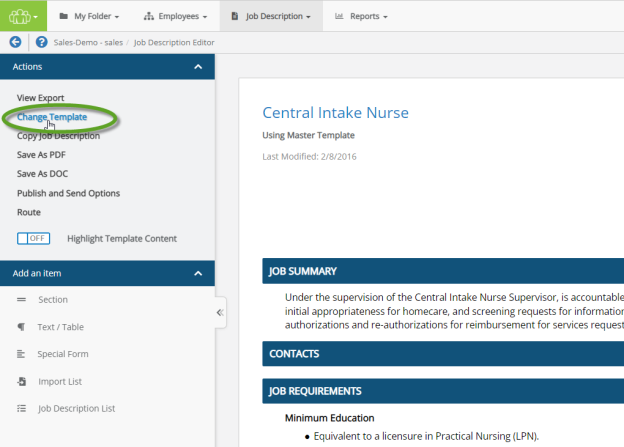 My Folder Employees Job Description Reports
Sales-Demo - sales / Job Description Editor
Actions
View Export
Change Template
Copy Job Description
Save As PDF
Save As DOC
Publish and Send Options
Route
OFF Highlight Template Content
Add an item
Section
Text / Table
Special Form
Import List
Job Description List
Central Intake Nurse
Using Master Template
Last Modified: 2/8/2016
JOB SUMMARY
Under the supervision of the Central Intake Nurse Supervisor, is accountable
initial appropriateness for homecare, and screening requests for information
authorizations and re-authorizations for reimbursement for services request
CONTACTS
JOB REQUIREMENTS
Minimum Education
● Equivalent to a licensure in Practical Nursing (LPN).